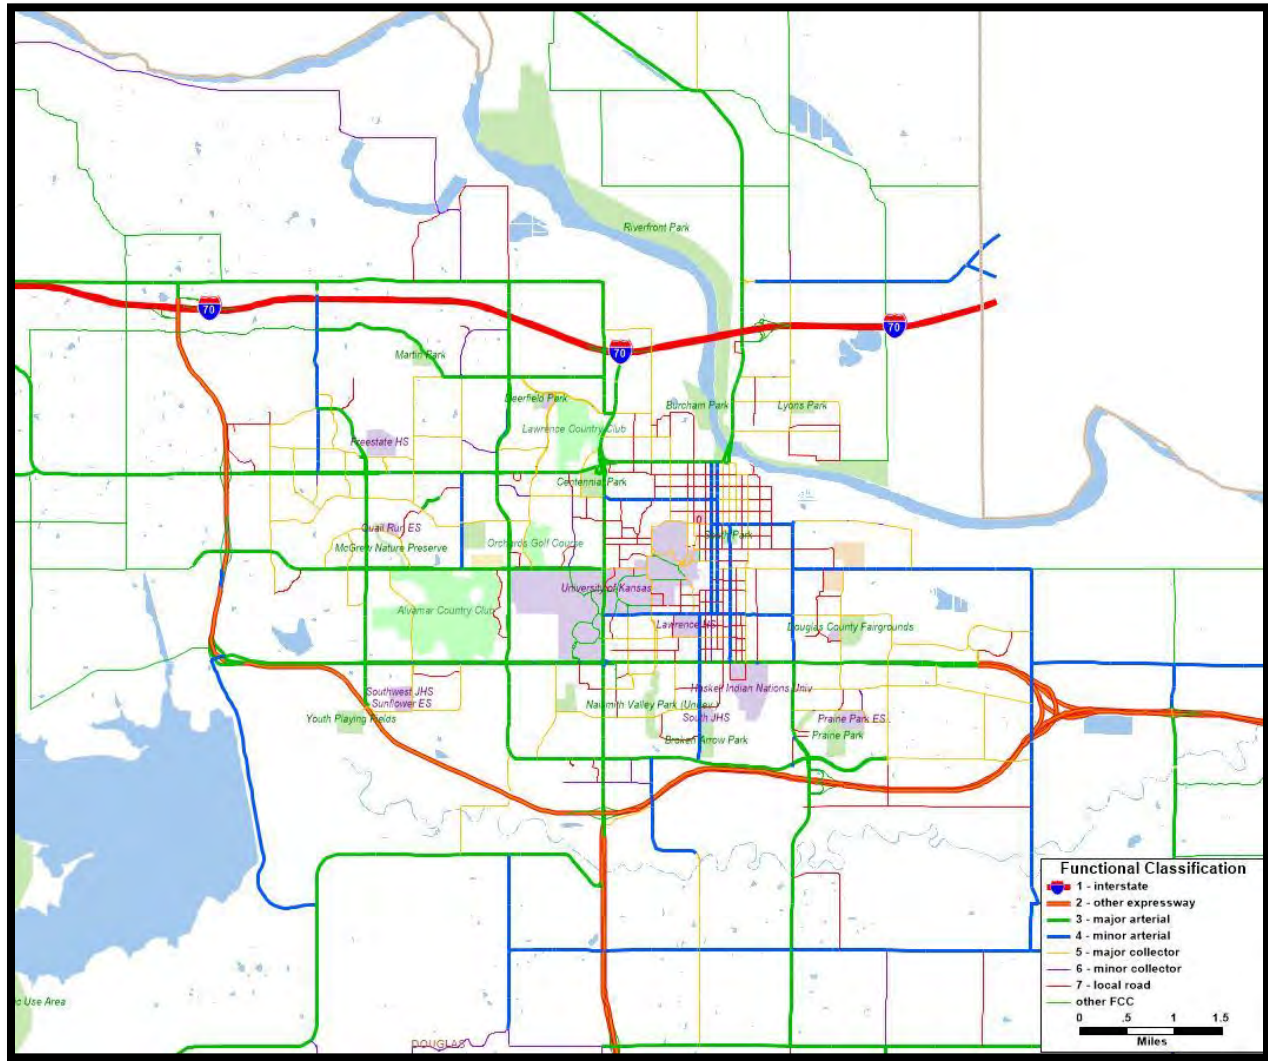 Riverfront Park
70
70
70
Martin Park
Deerfield Park
Burcham Park
Lyons Park
Lawrence Country Club
Freestate HS
Centennial Park
Quail Run ES
South Park
McGrew Nature Preserve
Orchards Golf Course
University of Kansas
Alvamar Country Club
Lawrence HS
Douglas County Fairgrounds
Haskell Indian Nations Univ
Southwest JHS
Sunflower ES
Naismith Valley Park (Undev.)
Youth Playing Fields
South JHS
Prairie Park ES
Broken Arrow Park
Prairie Park
c Use Area
DOUGLAS
Functional Classification
1 - interstate
2 - other expressway
3 - major arterial
4 - minor arterial
5 - major collector
6 - minor collector
7 - local road
other FCC
0 .5 1 1.5
Miles